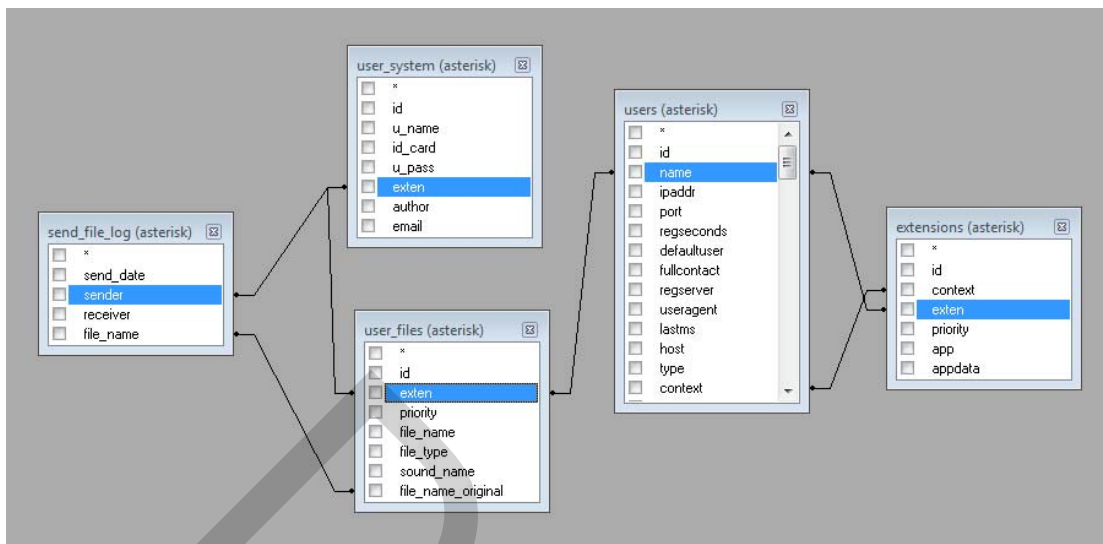 user_system (asterisk)
*
id
u_name
id_card
u_pass
exten
author
email
send_file_log (asterisk)
*
send_date
sender
receiver
file_name
user_files (asterisk)
*
id
exten
priority
file_name
file_type
sound_name
file_name_original
users (asterisk)
*
id
name
ipaddr
port
regseconds
defaultuser
fullcontact
regserver
useragent
lastms
host
type
context
extensions (asterisk)
*
id
context
exten
priority
app
appdata